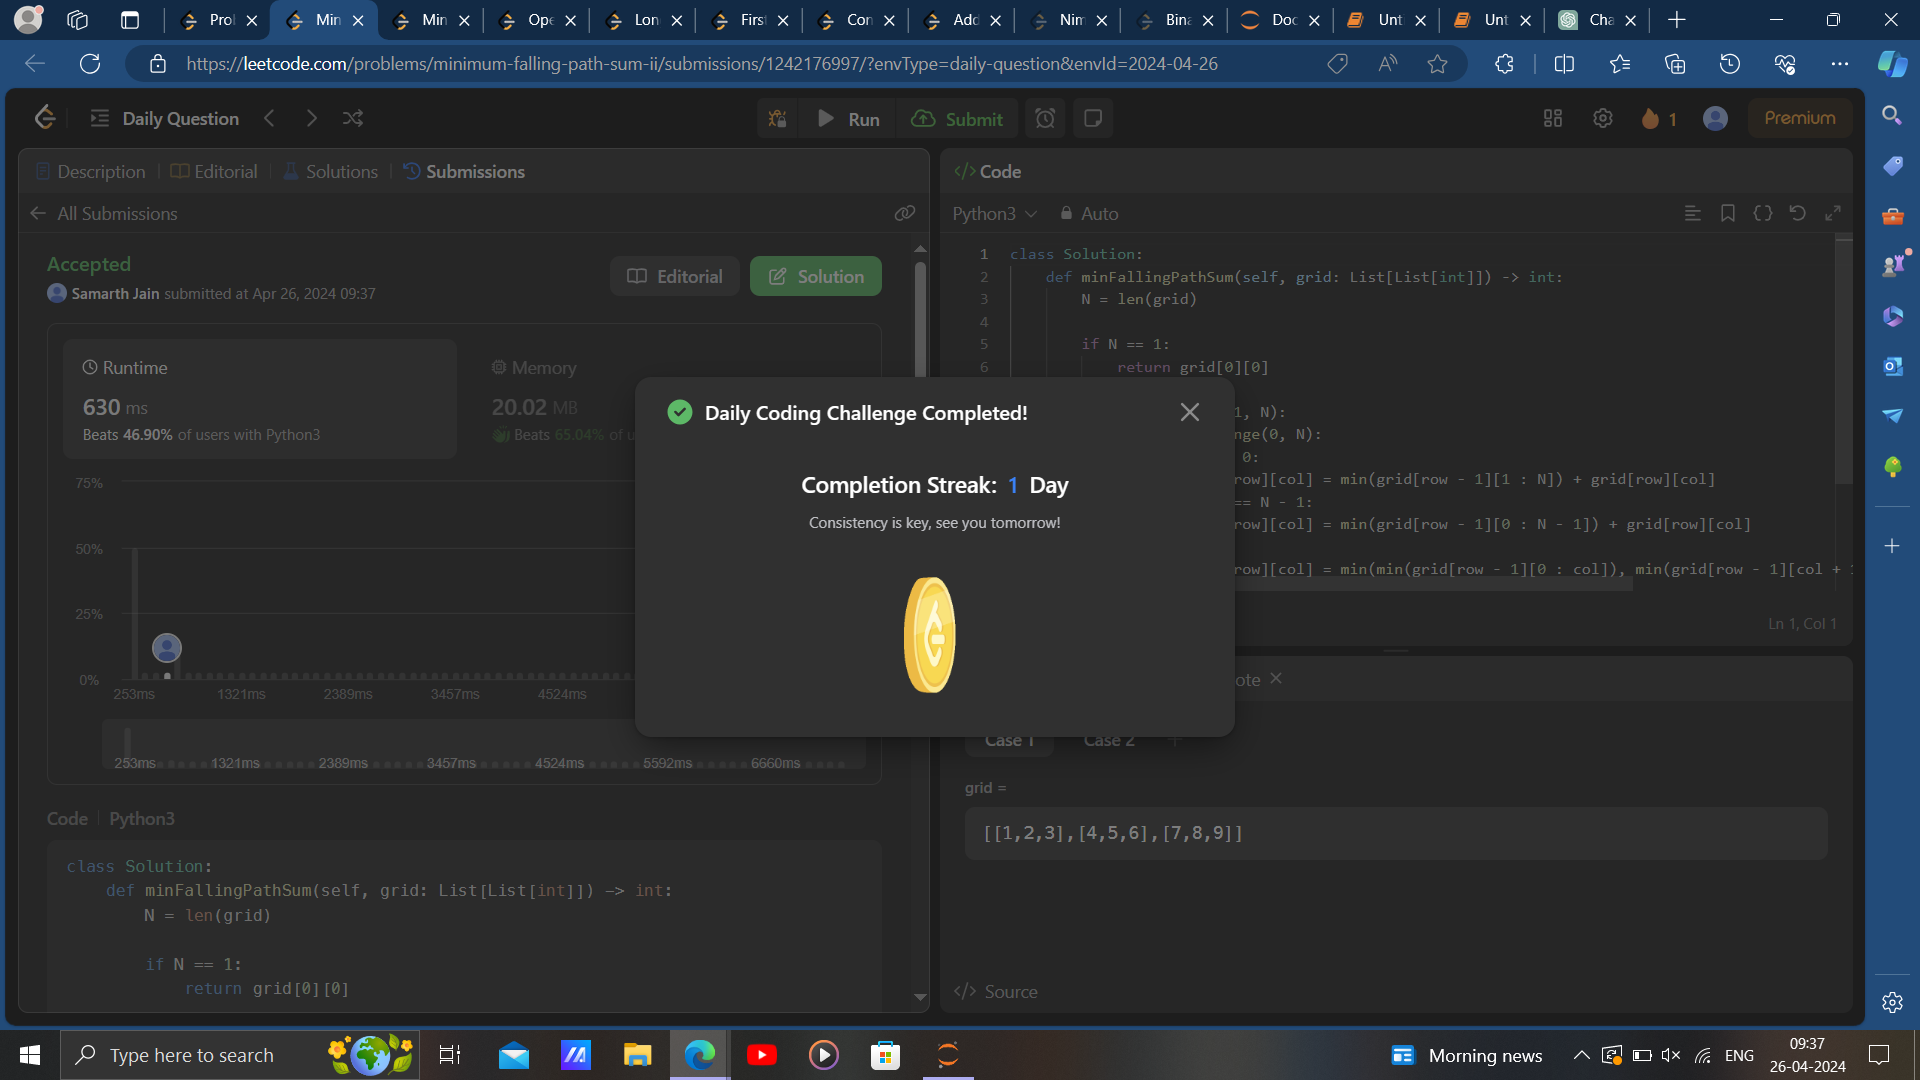 Prol
Min
Min
Ope
Lon
Firs
Con
Add
Nim
Bina
Doc
Unti
Unt
Cha
https://leetcode.com/problems/minimum-falling-path-sum-ii/submissions/1242176997/?envType=daily-question&envId=2024-04-26
Daily Question
Run
Submit
1
Premium
Description
Editorial
Solutions
Submissions
All Submissions
Accepted
Samarth Jain submitted at Apr 26, 2024 09:37
Editorial
Solution
Runtime
630 ms
Beats 46.90% of users with Python3
Memory
20.02 MB
Beats 65.04% of u
75%
50%
25%
0%
253ms 1321ms 2389ms 3457ms 4524ms
253ms 1321ms 2389ms 3457ms 4524ms 5592ms 6660ms
Code Python3
class Solution:
def minFallingPathSum(self, grid: List[List[int]]) -> int:
N = len(grid)
if N == 1:
return grid[0][0]
Daily Coding Challenge Completed!
Completion Streak: 1 Day
Consistency is key, see you tomorrow!
</> Code
Python3
Auto
1 class Solution:
2 def minFallingPathSum(self, grid: List[List[int]]) -> int:
3 N = len(grid)
4
5 if N == 1:
6 return grid[0][0]
1, N):
nge(0, N):
0:
row][col] = min(grid[row - 1][1 : N]) + grid[row][col]
== N - 1:
row][col] = min(grid[row - 1][0 : N - 1]) + grid[row][col]
row][col] = min(min(grid[row - 1][0 : col]), min(grid[row - 1][col +
Ln 1, Col 1
ote
Case 1
Case 2
grid =
[[1,2,3],[4,5,6],[7,8,9]]
</> Source
Type here to search
Morning news
ENG
09:37
26-04-2024